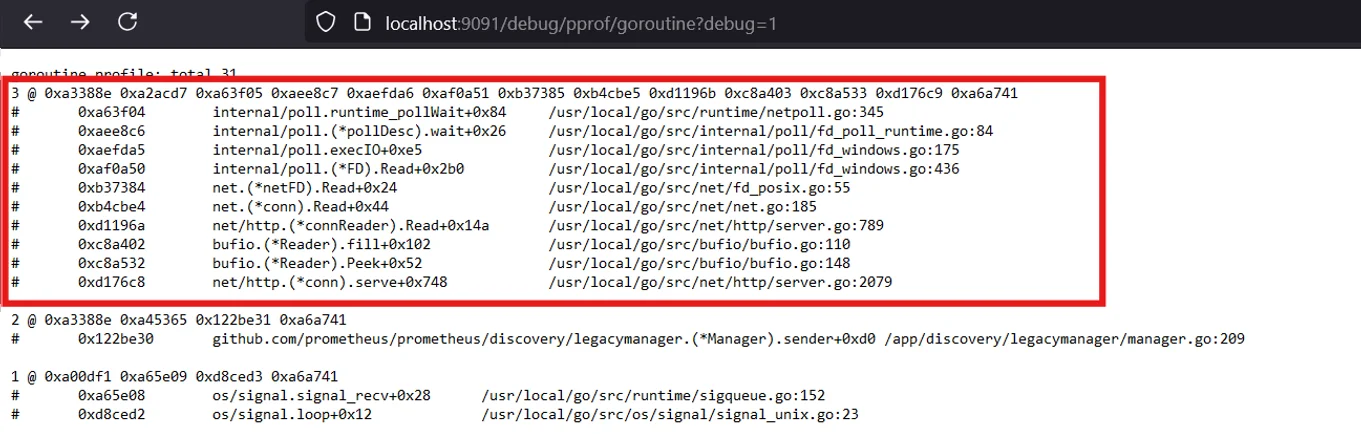 localhost:9091/debug/pprof/goroutine?debug=1
goroutine profile: total 31
3 @ 0xa3388e 0xa2acd7 0xa63f05 0xaee8c7 0xaefda6 0xaf0a51 0xb37385 0xb4cbe5 0xd1196b 0xc8a403 0xc8a533 0xd176c9 0xa6a741
# 0xa63f04 internal/poll.runtime_pollWait+0x84 /usr/local/go/src/runtime/netpoll.go:345
# 0xaee8c6 internal/poll.(*pollDesc).wait+0x26 /usr/local/go/src/internal/poll/fd_poll_runtime.go:84
# 0xaefda5 internal/poll.execIO+0xe5 /usr/local/go/src/internal/poll/fd_windows.go:175
# 0xaf0a50 internal/poll.(*FD).Read+0x2b0 /usr/local/go/src/internal/poll/fd_windows.go:436
# 0xb37384 net.(*netFD).Read+0x24 /usr/local/go/src/net/fd_posix.go:55
# 0xb4cbe4 net.(*conn).Read+0x44 /usr/local/go/src/net/net.go:185
# 0xd1196a net/http.(*connReader).Read+0x14a /usr/local/go/src/net/http/server.go:789
# 0xc8a402 bufio.(*Reader).fill+0x102 /usr/local/go/src/bufio/bufio.go:110
# 0xc8a532 bufio.(*Reader).Peek+0x52 /usr/local/go/src/bufio/bufio.go:148
# 0xd176c8 net/http.(*conn).serve+0x748 /usr/local/go/src/net/http/server.go:2079
2 @ 0xa3388e 0xa45365 0x122be31 0xa6a741
# 0x122be30 github.com/prometheus/prometheus/discovery/legacymanager.(*Manager).sender+0xd0 /app/discovery/legacymanager/manager.go:209
1 @ 0xa00df1 0xa65e09 0xd8ced3 0xa6a741
# 0xa65e08 os/signal.signal_recv+0x28 /usr/local/go/src/runtime/sigqueue.go:152
# 0xd8ced2 os/signal.loop+0x12 /usr/local/go/src/os/signal/signal_unix.go:23